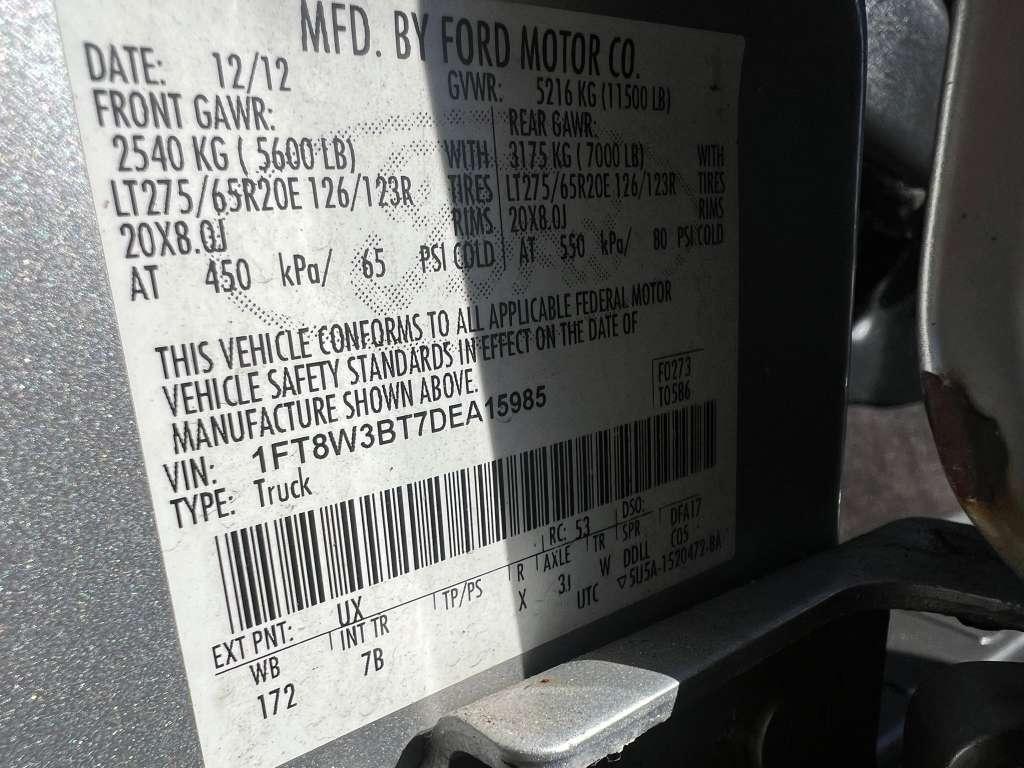 MFD. BY FORD MOTOR CO.
DATE: 12/12
GVWR: 5216 KG (11500 LB)
FRONT GAWR:
REAR GAWR:
2540 KG ( 5600 LB) WITH
3175 KG ( 7000 LB) WITH
LT275/65R20E 126/123R TIRES
LT275/65R20E 126/123R TIRES
20X8.0J RIMS
20X8.0J RIMS
AT 450 kPa/ 65 PSI COLD
AT 550 kPa/ 80 PSI COLD
THIS VEHICLE CONFORMS TO ALL APPLICABLE FEDERAL MOTOR
VEHICLE SAFETY STANDARDS IN EFFECT ON THE DATE OF
MANUFACTURE SHOWN ABOVE.
F0273
T0586
VIN: 1FT8W3BT7DEA15985
TYPE: Truck
EXT PNT: UX RC: 53 DSO:
WB INT TR TP/PS R AXLE TR SPR DFA17
172 7B X 3J W DDLL C05
UTC ▽5U5A-1520472-BA